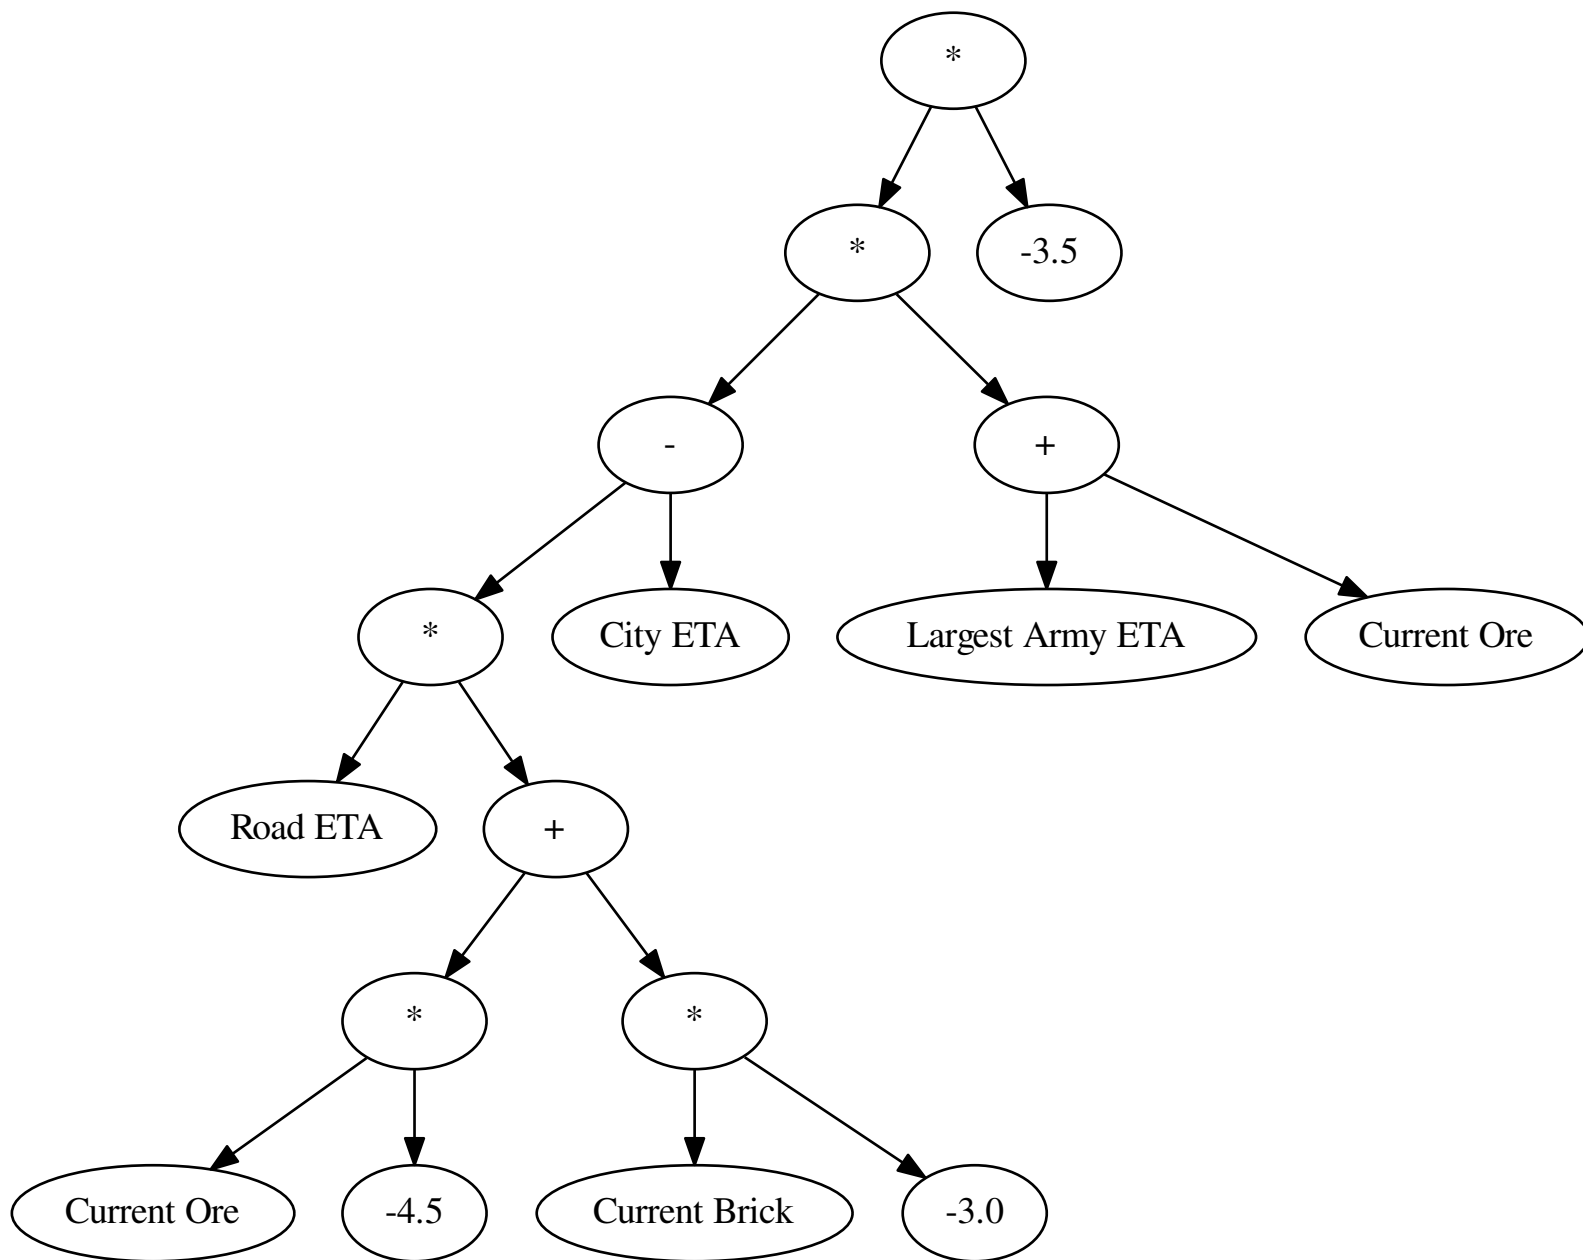 *
*
-3.5
-
+
*
City ETA
Largest Army ETA
Current Ore
Road ETA
+
*
*
Current Ore
-4.5
Current Brick
-3.0